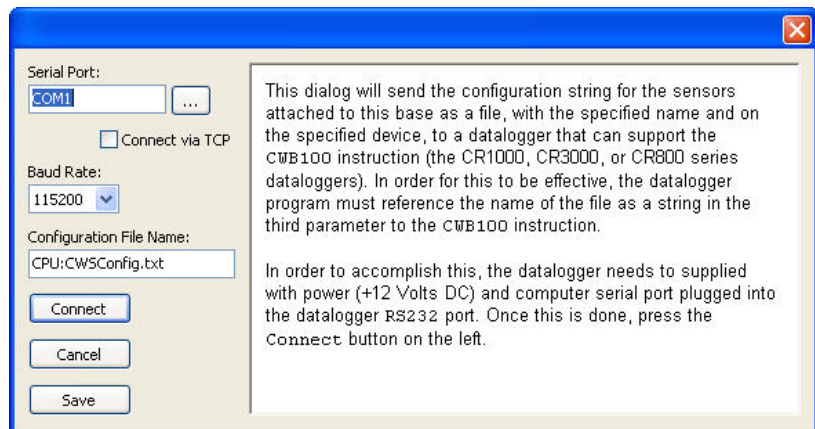 Serial Port:
COM1
...
Connect via TCP
Baud Rate:
115200
Configuration File Name:
CPU:CWSConfig.txt
Connect
Cancel
Save
This dialog will send the configuration string for the sensors
attached to this base as a file, with the specified name and on
the specified device, to a datalogger that can support the
CWB100 instruction (the CR1000, CR3000, or CR800 series
dataloggers). In order for this to be effective, the datalogger
program must reference the name of the file as a string in the
third parameter to the CWB100 instruction.
In order to accomplish this, the datalogger needs to supplied
with power (+12 Volts DC) and computer serial port plugged into
the datalogger RS232 port. Once this is done, press the
Connect button on the left.